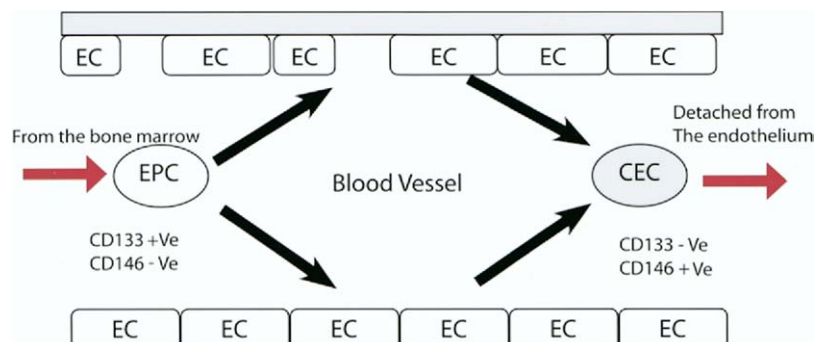 EC EC EC EC EC EC
From the bone marrow
EPC
CD133 +Ve
CD146 - Ve
Blood Vessel
CEC
Detached from
The endothelium
CD133 - Ve
CD146 +Ve
EC EC EC EC EC EC